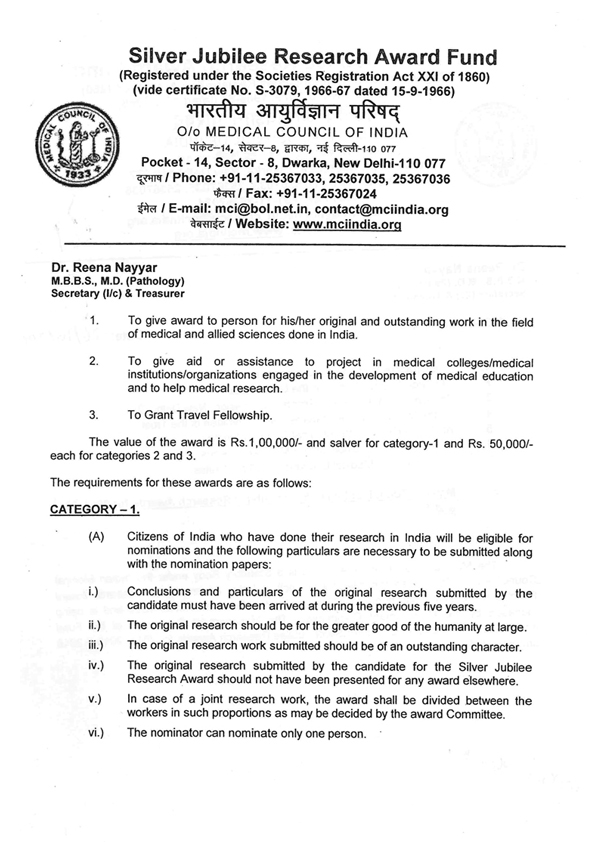 Silver Jubilee Research Award Fund
(Registered under the Societies Registration Act XXI of 1860)
(vide certificate No. S-3079, 1966-67 dated 15-9-1966)
भारतीय आयुर्विज्ञान परिषद्
O/o MEDICAL COUNCIL OF INDIA
पॉकेट–14, सेक्टर–8, द्वारका, नई दिल्ली-110 077
Pocket - 14, Sector - 8, Dwarka, New Delhi-110 077
दूरभाष / Phone: +91-11-25367033, 25367035, 25367036
फैक्स / Fax: +91-11-25367024
ईमेल / E-mail: mci@bol.net.in, contact@mciindia.org
वेबसाईट / Website: www.mciindia.org
MEDICAL COUNCIL OF INDIA
1933
Dr. Reena Nayyar
M.B.B.S., M.D. (Pathology)
Secretary (I/c) & Treasurer
1. To give award to person for his/her original and outstanding work in the field
of medical and allied sciences done in India.
2. To give aid or assistance to project in medical colleges/medical
institutions/organizations engaged in the development of medical education
and to help medical research.
3. To Grant Travel Fellowship.
The value of the award is Rs.1,00,000/- and salver for category-1 and Rs. 50,000/-
each for categories 2 and 3.
The requirements for these awards are as follows:
CATEGORY – 1.
(A) Citizens of India who have done their research in India will be eligible for
nominations and the following particulars are necessary to be submitted along
with the nomination papers:
i.) Conclusions and particulars of the original research submitted by the
candidate must have been arrived at during the previous five years.
ii.) The original research should be for the greater good of the humanity at large.
iii.) The original research work submitted should be of an outstanding character.
iv.) The original research submitted by the candidate for the Silver Jubilee
Research Award should not have been presented for any award elsewhere.
v.) In case of a joint research work, the award shall be divided between the
workers in such proportions as may be decided by the award Committee.
vi.) The nominator can nominate only one person.